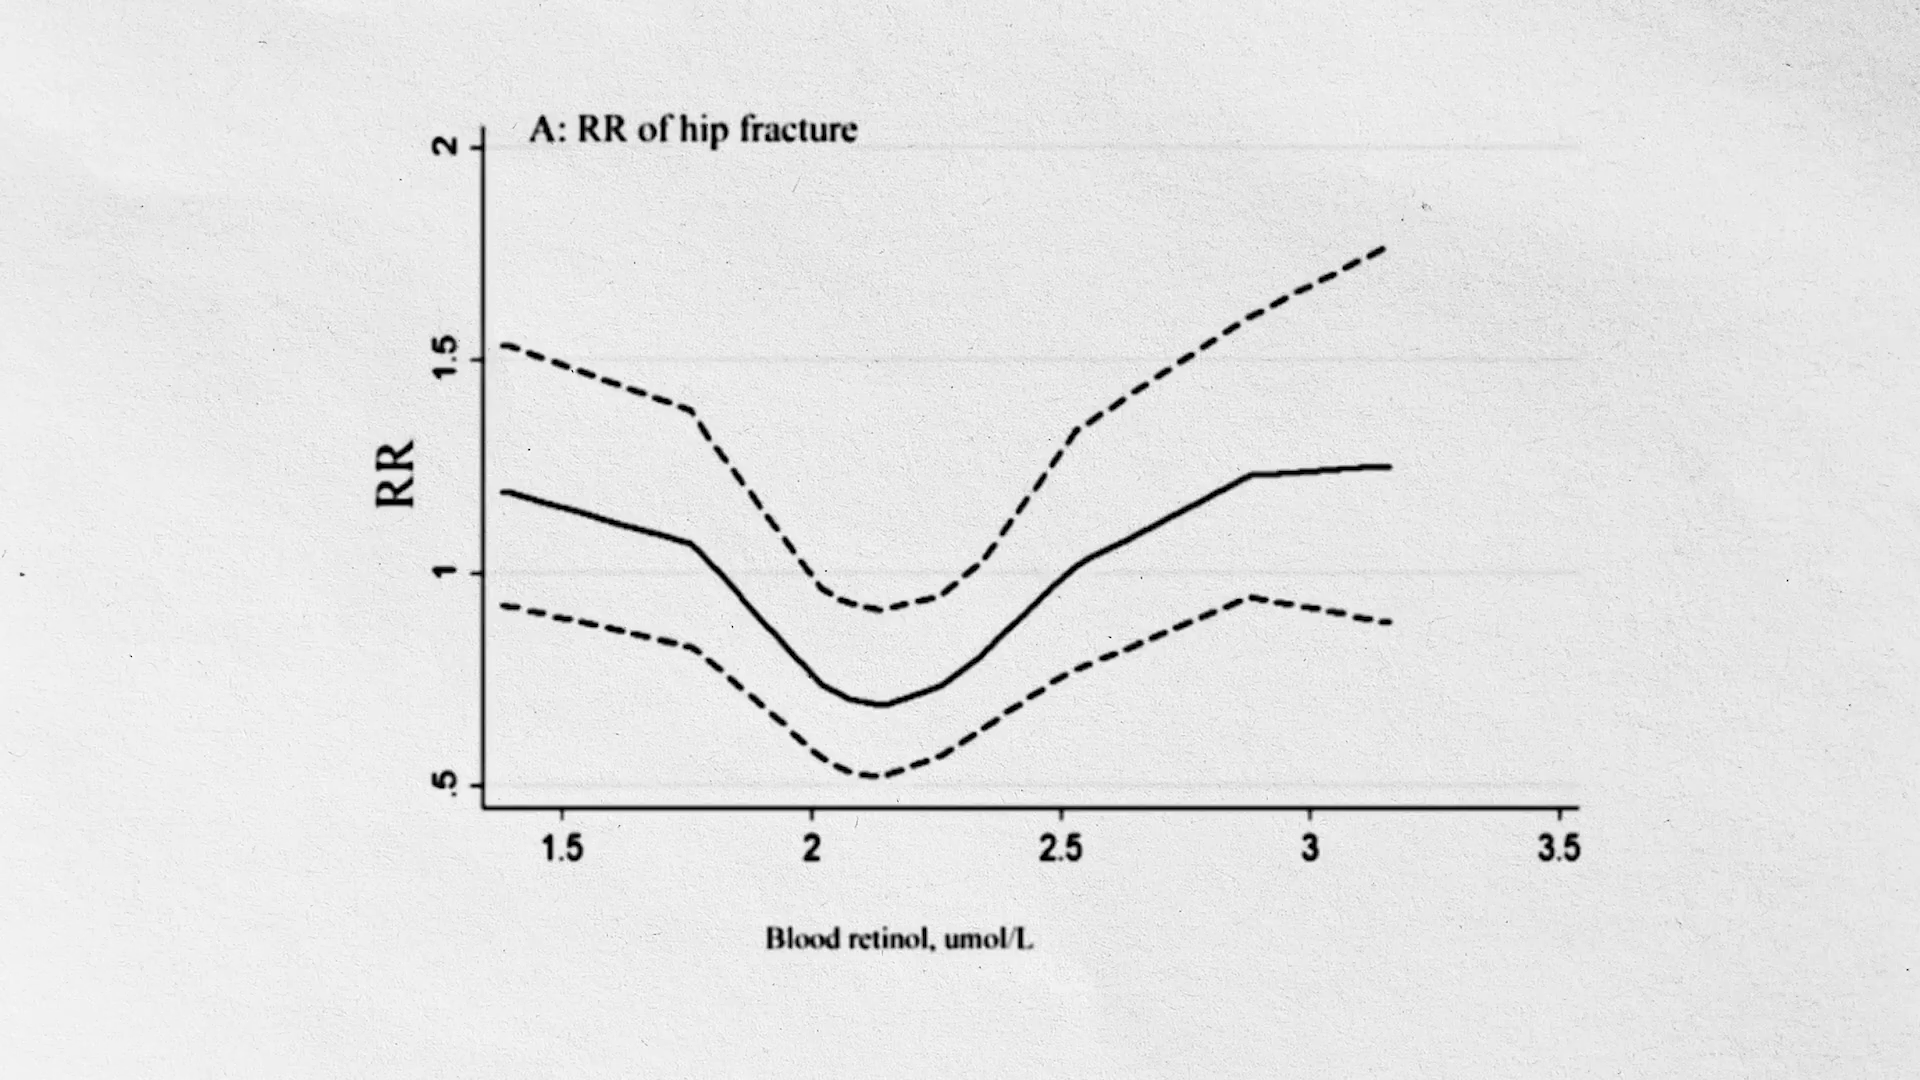 A: RR of hip fracture
2
1.5
1
.5
RR
1.5 2 2.5 3 3.5
Blood retinol, umol/L